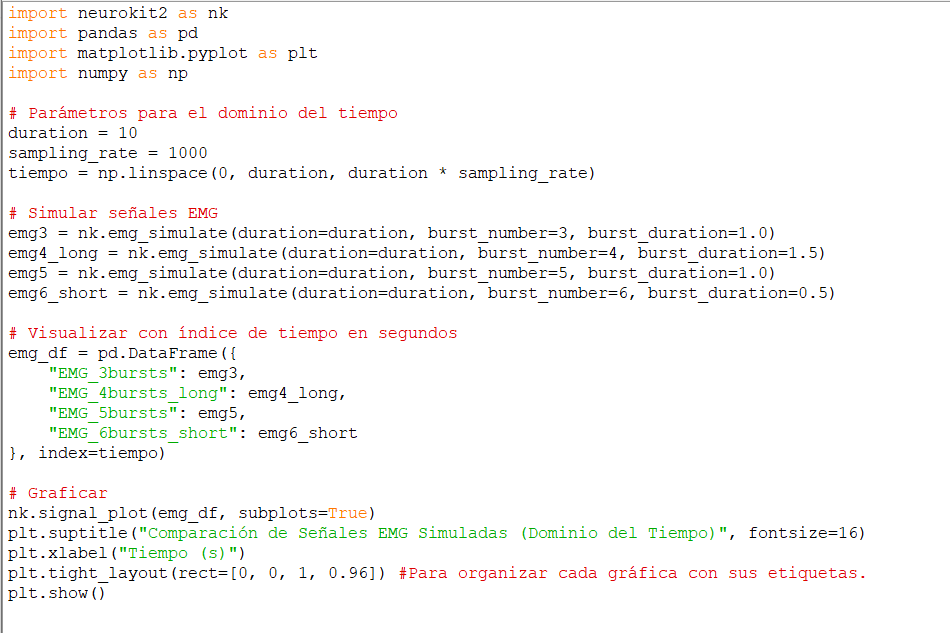 import neurokit2 as nk
import pandas as pd
import matplotlib.pyplot as plt
import numpy as np

# Parámetros para el dominio del tiempo
duration = 10
sampling_rate = 1000
tiempo = np.linspace(0, duration, duration * sampling_rate)

# Simular señales EMG
emg3 = nk.emg_simulate(duration=duration, burst_number=3, burst_duration=1.0)
emg4_long = nk.emg_simulate(duration=duration, burst_number=4, burst_duration=1.5)
emg5 = nk.emg_simulate(duration=duration, burst_number=5, burst_duration=1.0)
emg6_short = nk.emg_simulate(duration=duration, burst_number=6, burst_duration=0.5)

# Visualizar con índice de tiempo en segundos
emg_df = pd.DataFrame({
    "EMG_3bursts": emg3,
    "EMG_4bursts_long": emg4_long,
    "EMG_5bursts": emg5,
    "EMG_6bursts_short": emg6_short
}, index=tiempo)

# Graficar
nk.signal_plot(emg_df, subplots=True)
plt.suptitle("Comparación de Señales EMG Simuladas (Dominio del Tiempo)", fontsize=16)
plt.xlabel("Tiempo (s)")
plt.tight_layout(rect=[0, 0, 1, 0.96]) #Para organizar cada gráfica con sus etiquetas.
plt.show()